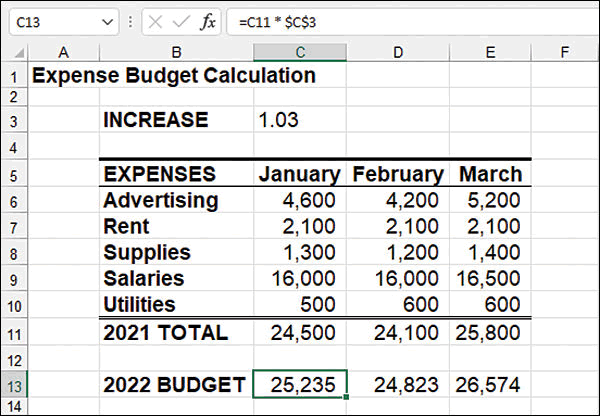 C13 fx =C11 * $C$3
A B C D E F
1 Expense Budget Calculation
2
3 INCREASE 1.03
4
5 EXPENSES January February March
6 Advertising 4,600 4,200 5,200
7 Rent 2,100 2,100 2,100
8 Supplies 1,300 1,200 1,400
9 Salaries 16,000 16,000 16,500
10 Utilities 500 600 600
11 2021 TOTAL 24,500 24,100 25,800
12
13 2022 BUDGET 25,235 24,823 26,574
14